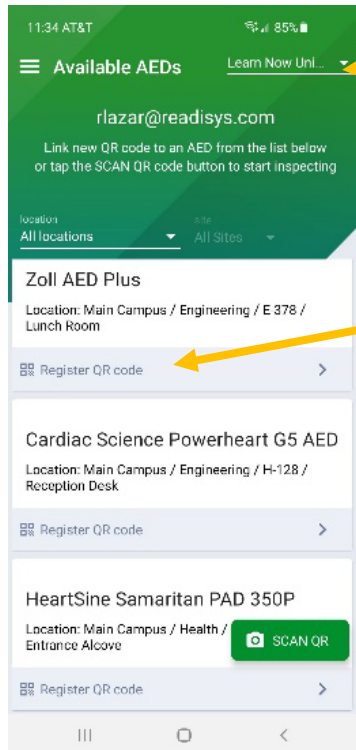 11:34 AT&T 85%
Available AEDs Learn Now Uni...
rlazar@readisys.com
Link new QR code to an AED from the list below
or tap the SCAN QR code button to start inspecting
location site
All locations All Sites
Zoll AED Plus
Location: Main Campus / Engineering / E 378 /
Lunch Room
Register QR code
Cardiac Science Powerheart G5 AED
Location: Main Campus / Engineering / H-128 /
Reception Desk
Register QR code
HeartSine Samaritan PAD 350P
Location: Main Campus / Health /
Entrance Alcove
SCAN QR
Register QR code